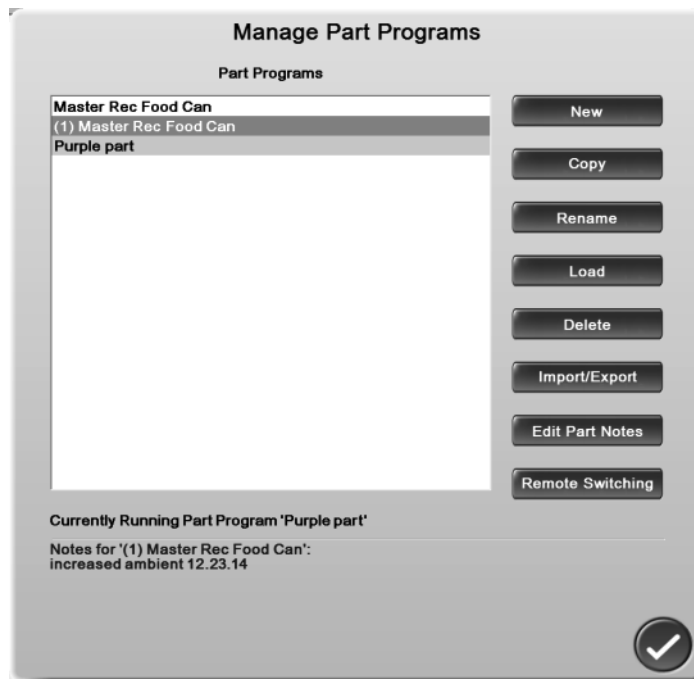 Manage Part Programs
Part Programs
Master Rec Food Can
(1) Master Rec Food Can
Purple part
New
Copy
Rename
Load
Delete
Import/Export
Edit Part Notes
Remote Switching
Currently Running Part Program 'Purple part'
Notes for '(1) Master Rec Food Can':
increased ambient 12.23.14